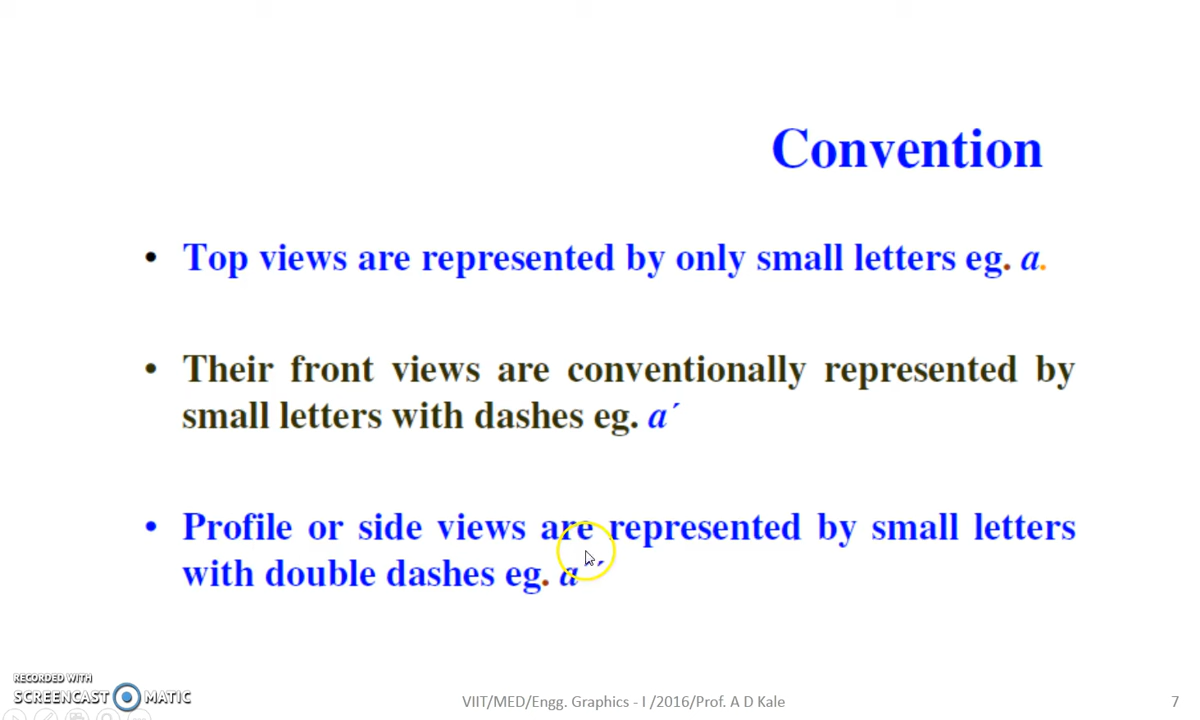 Convention
• Top views are represented by only small letters eg. a.
• Their front views are conventionally represented by
small letters with dashes eg. a´
• Profile or side views are represented by small letters
with double dashes eg. a´´
RECORDED WITH
SCREENCAST MATIC
VIIT/MED/Engg. Graphics - I /2016/Prof. A D Kale
7